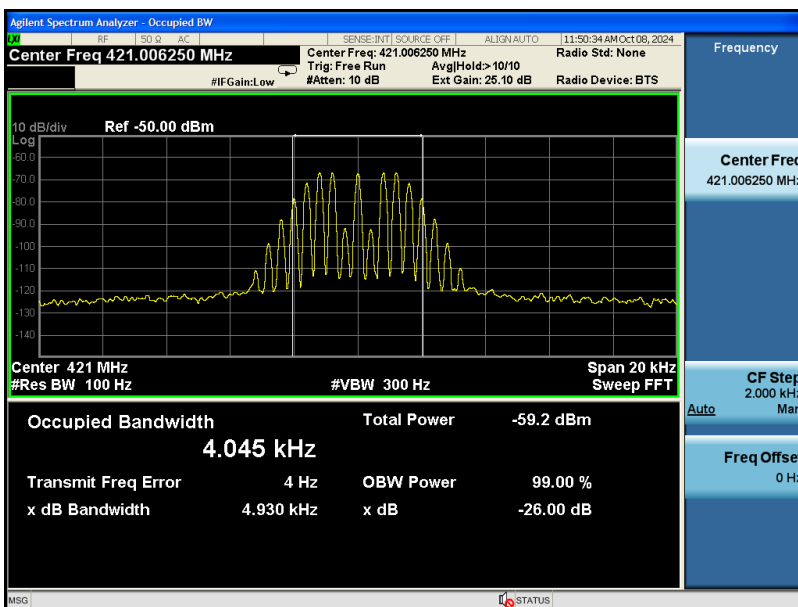 Agilent Spectrum Analyzer - Occupied BW
LXI RF 50 Ω AC SENSE:INT SOURCE OFF ALIGN AUTO 11:50:34 AM Oct 08, 2024
Center Freq 421.006250 MHz Center Freq: 421.006250 MHz Radio Std: None
Trig: Free Run Avg|Hold:> 10/10
#IFGain:Low #Atten: 10 dB Ext Gain: 25.10 dB Radio Device: BTS
10 dB/div Ref -50.00 dBm
Log
-60.0
-70.0
-80.0
-90.0
-100
-110
-120
-130
-140
Center 421 MHz Span 20 kHz
#Res BW 100 Hz #VBW 300 Hz Sweep FFT
Occupied Bandwidth Total Power -59.2 dBm
4.045 kHz
Transmit Freq Error 4 Hz OBW Power 99.00 %
x dB Bandwidth 4.930 kHz x dB -26.00 dB
MSG STATUS
Frequency
Center Freq
421.006250 MHz
CF Step
2.000 kHz
Auto Man
Freq Offset
0 Hz